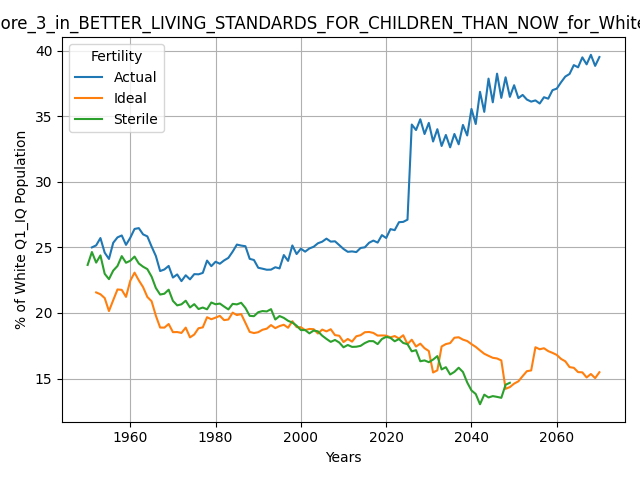 ore_3_in_BETTER_LIVING_STANDARDS_FOR_CHILDREN_THAN_NOW_for_White
Fertility
Actual
Ideal
Sterile
% of White Q1_IQ Population
40
35
30
25
20
15
1960
1980
2000
2020
2040
2060
Years